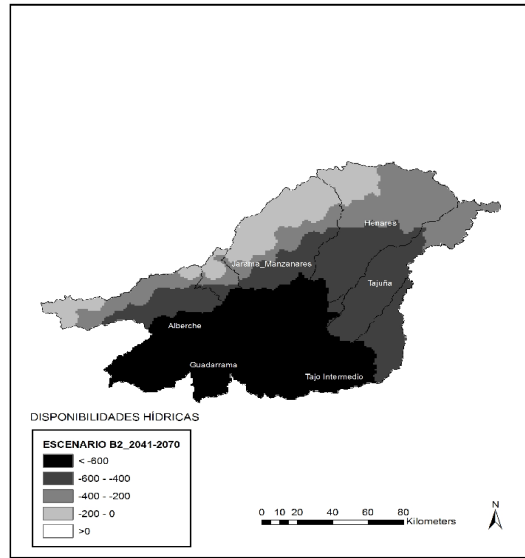 Henares
Jarama_Manzanares
Tajuña
Alberche
Guadarrama
Tajo Intermedio
DISPONIBILIDADES HÍDRICAS
ESCENARIO B2_2041-2070
< -600
-600 - -400
-400 - -200
-200 - 0
>0
0 10 20 40 60 80
Kilometers
N